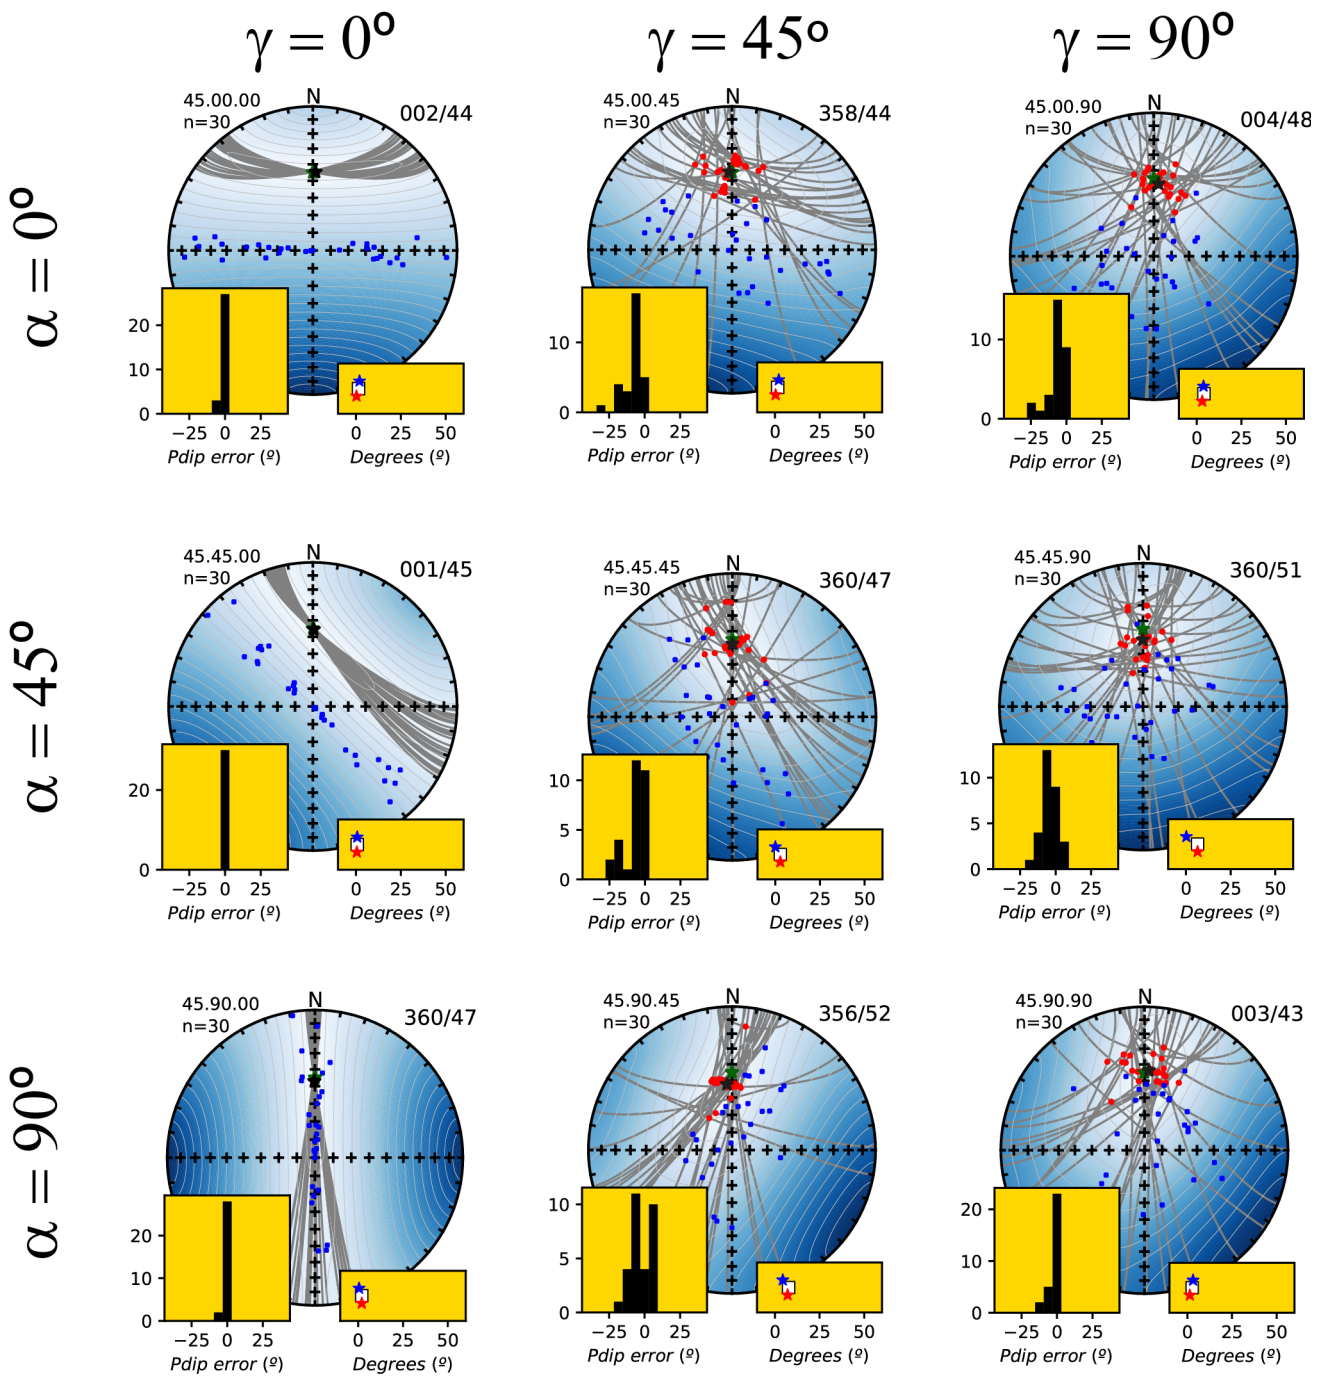 γ = 0º γ = 45º γ = 90º
α = 0º
45.00.00 N 002/44
n=30
20
10
0
−25 0 25 0 25 50
Pdip error (º) Degrees (º)
45.00.45 N 358/44
n=30
10
0
−25 0 25 0 25 50
Pdip error (º) Degrees (º)
45.00.90 N 004/48
n=30
10
0
−25 0 25 0 25 50
Pdip error (º) Degrees (º)
α = 45º
45.45.00 N 001/45
n=30
20
0
−25 0 25 0 25 50
Pdip error (º) Degrees (º)
45.45.45 N 360/47
n=30
10
5
0
−25 0 25 0 25 50
Pdip error (º) Degrees (º)
45.45.90 N 360/51
n=30
10
5
0
−25 0 25 0 25 50
Pdip error (º) Degrees (º)
α = 90º
45.90.00 N 360/47
n=30
20
10
0
−25 0 25 0 25 50
Pdip error (º) Degrees (º)
45.90.45 N 356/52
n=30
10
5
0
−25 0 25 0 25 50
Pdip error (º) Degrees (º)
45.90.90 N 003/43
n=30
20
10
0
−25 0 25 0 25 50
Pdip error (º) Degrees (º)